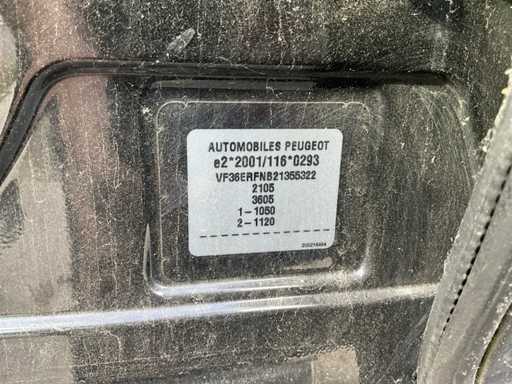 AUTOMOBILES PEUGEOT
e2*2001/116*0293
VF36ERFNB21355322
2105
3605
1-1050
2-1120